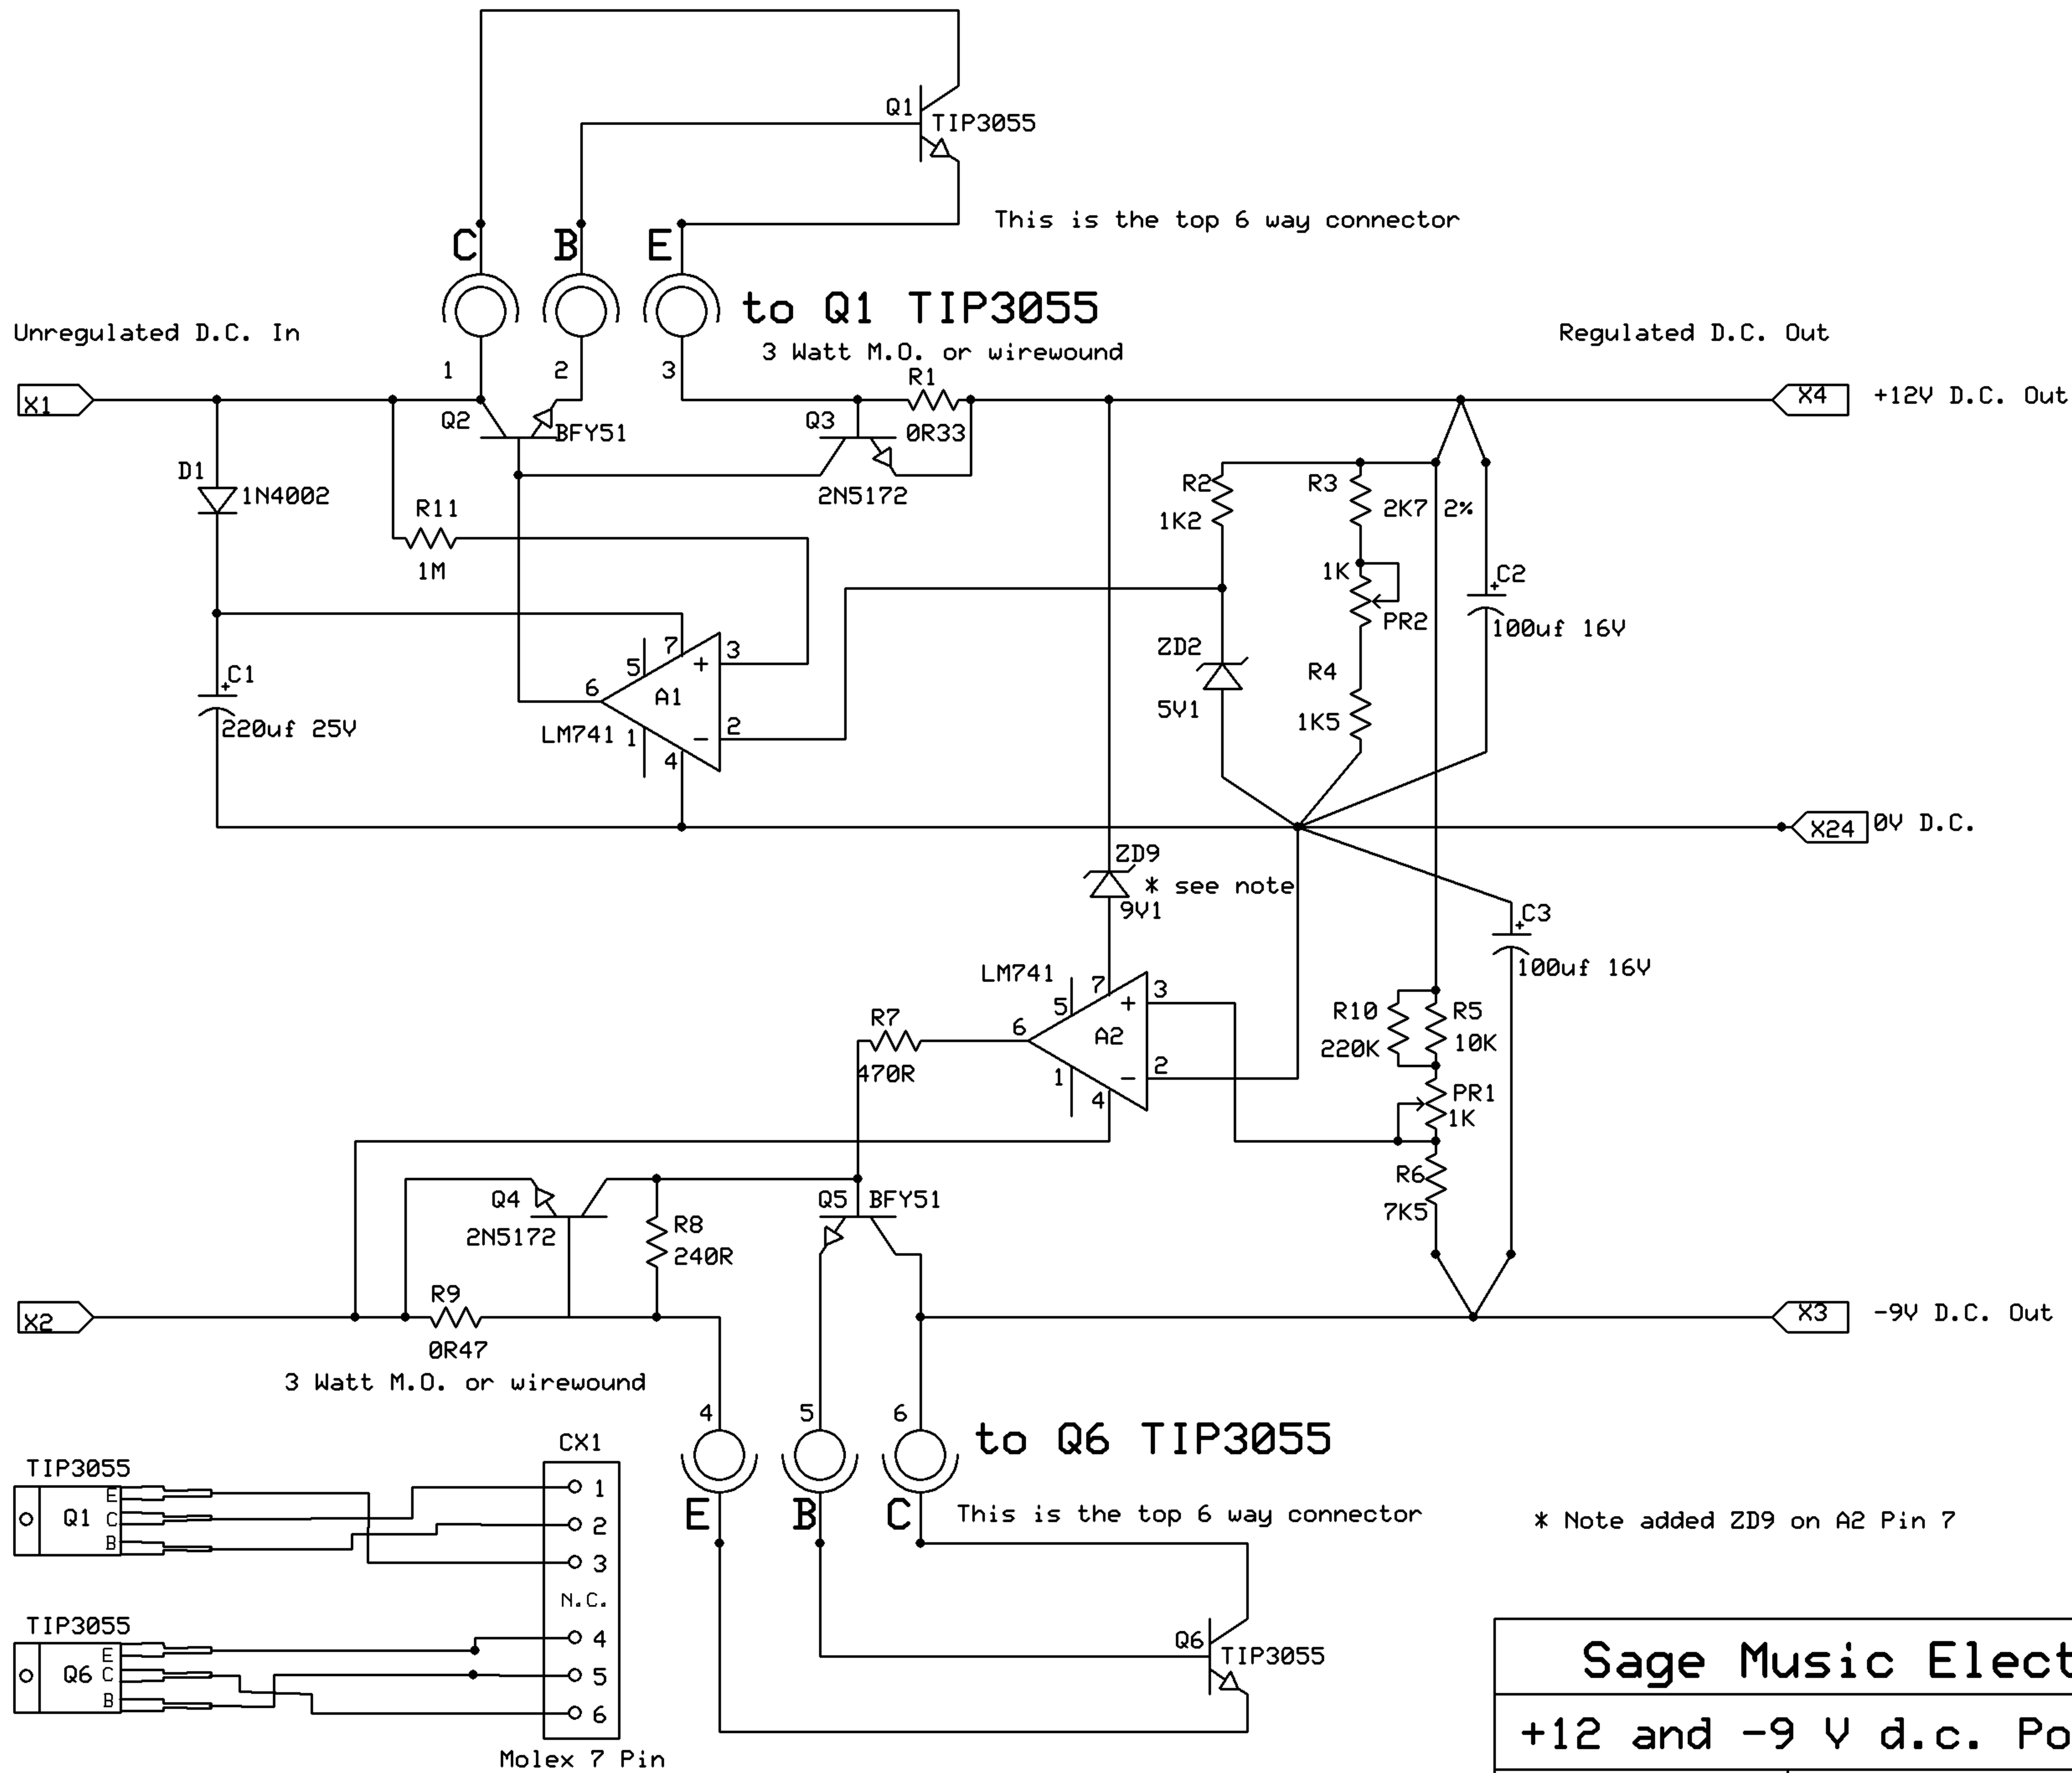 Q1
TIP3055
This is the top 6 way connector
C
B
E
to Q1 TIP3055
Unregulated D.C. In
Regulated D.C. Out
3 Watt M.O. or wirewound
1
2
3
R1
X1
X4
+12V D.C. Out
Q2
BFY51
Q3
0R33
D1
1N4002
2N5172
R2
1K2
R3
2K7 2%
R11
1M
1K
PR2
C2
+
100uf 16V
ZD2
5V1
R4
1K5
7
5
+
3
6
A1
C1
+
220uf 25V
LM741
1
-
2
4
X24
0V D.C.
ZD9
* see note
9V1
C3
+
100uf 16V
LM741
7
5
+
3
R10
220K
R5
10K
R7
470R
6
A2
1
-
2
4
PR1
1K
R6
7K5
Q4
2N5172
Q5
BFY51
R8
240R
X2
R9
0R47
X3
-9V D.C. Out
3 Watt M.O. or wirewound
4
5
6
to Q6 TIP3055
E
B
C
This is the top 6 way connector
CX1
TIP3055
Q1
E
C
B
1
2
3
N.C.
4
5
6
TIP3055
Q6
E
C
B
Molex 7 Pin
* Note added ZD9 on A2 Pin 7
Q6
TIP3055
Sage Music Elect
+12 and -9 V d.c. Po